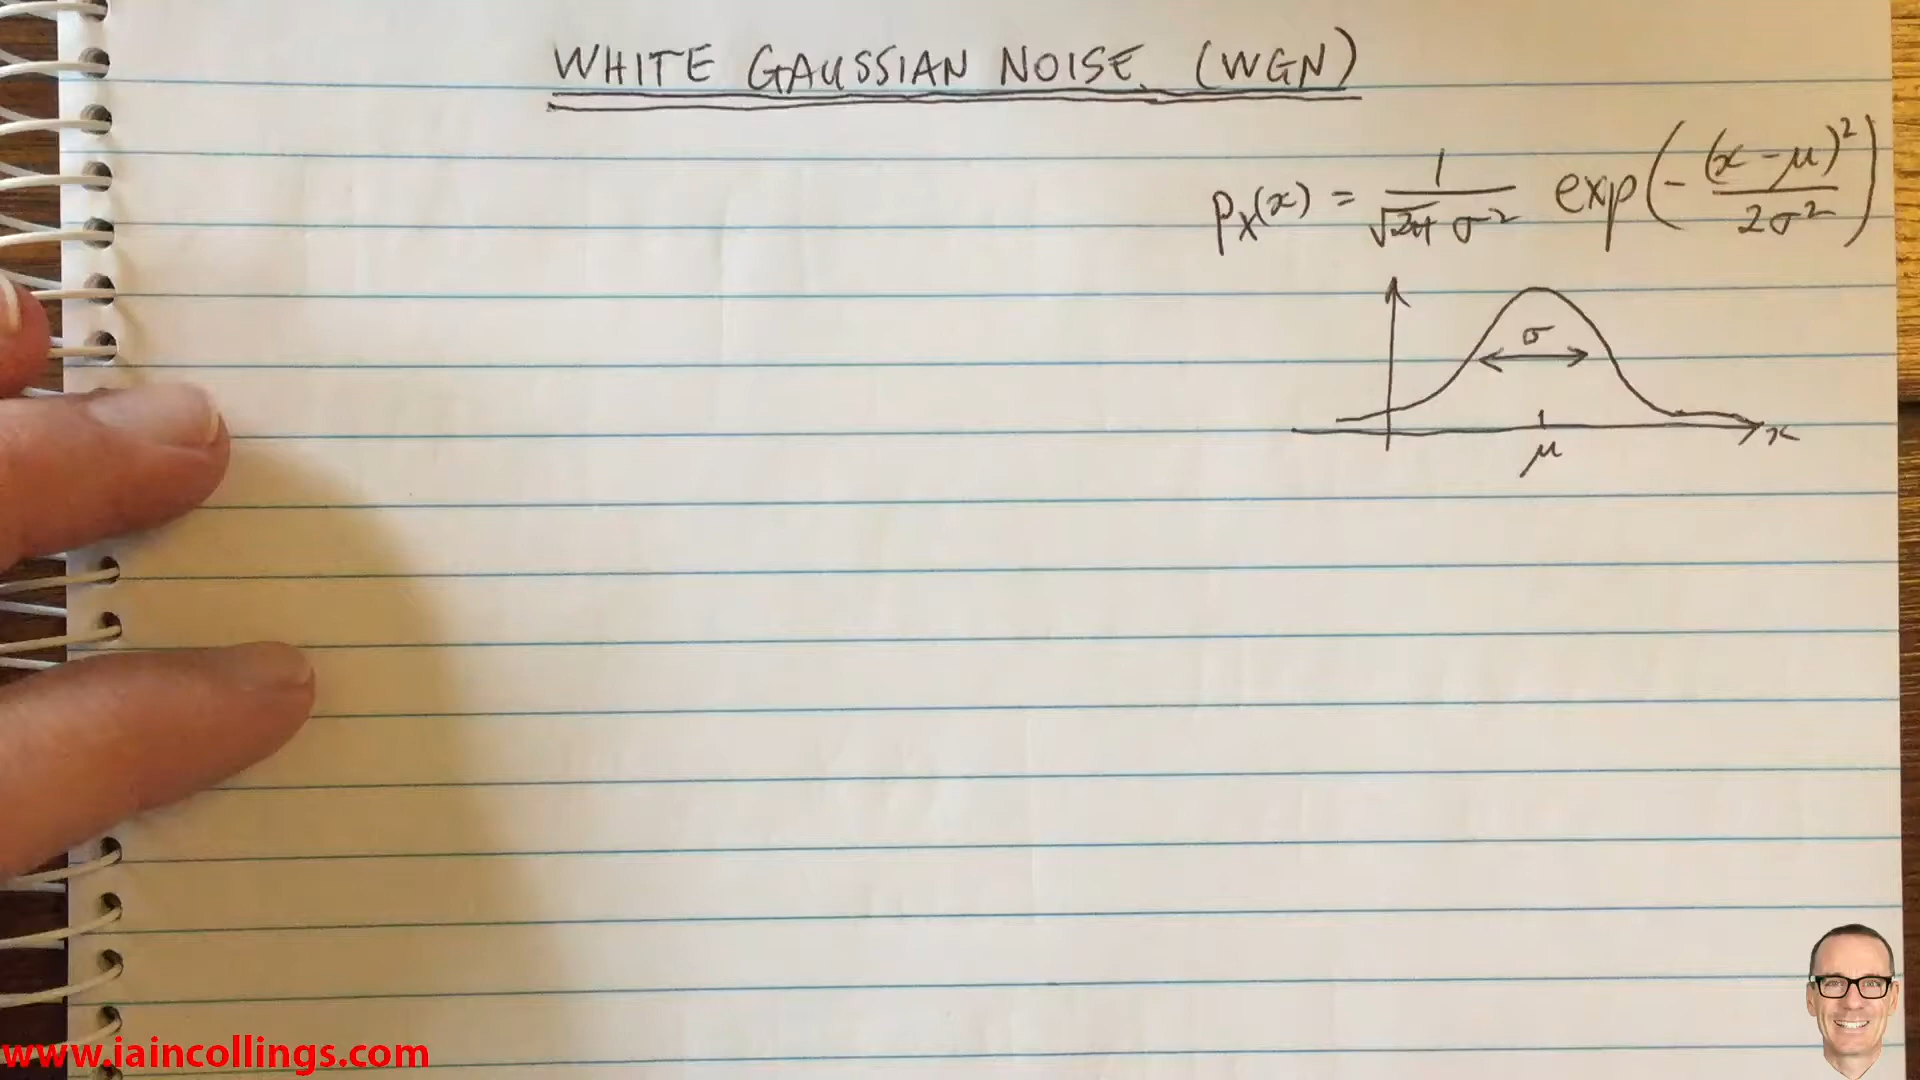 WHITE GAUSSIAN NOISE (WGN)
pₓ(x) = 1/(√2π σ²) exp(-(x-μ)²/(2σ²))
σ
x
μ
www.iaincollings.com